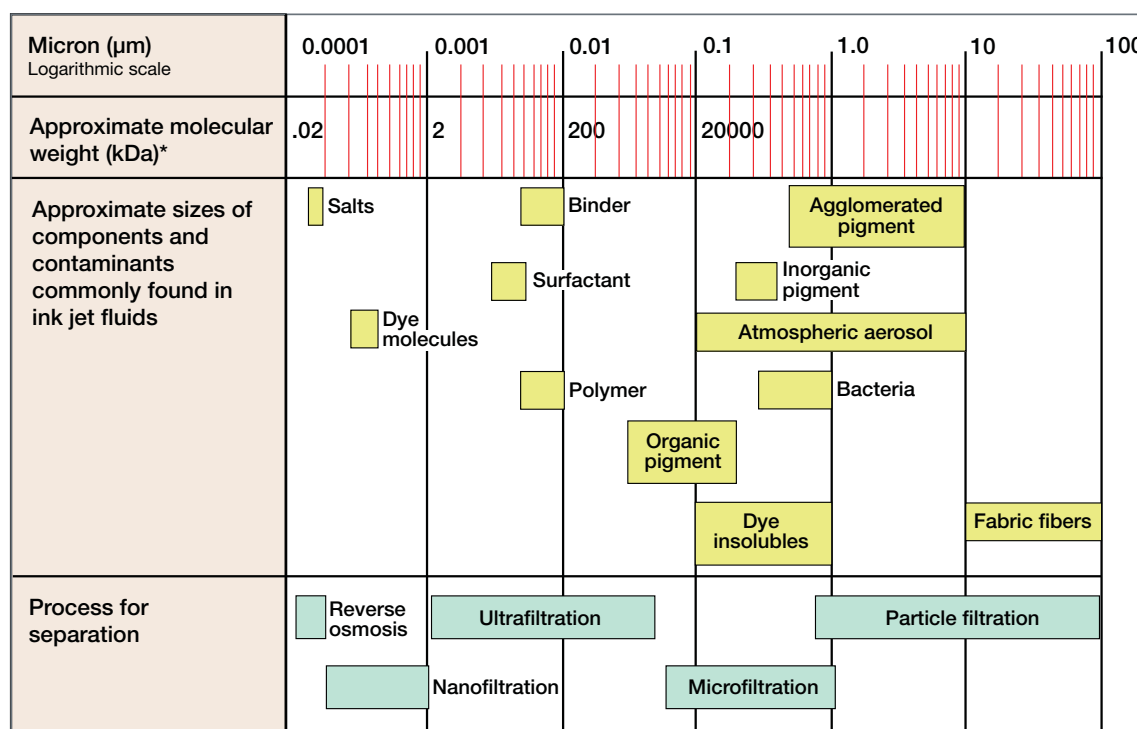 Micron (µm)
Logarithmic scale
0.0001 0.001 0.01 0.1 1.0 10 100
Approximate molecular
weight (kDa)*
.02 2 200 20000
Approximate sizes of
components and
contaminants
commonly found in
ink jet fluids
Salts
Binder
Agglomerated
pigment
Surfactant
Inorganic
pigment
Dye
molecules
Atmospheric aerosol
Polymer
Bacteria
Organic
pigment
Dye
insolubles
Fabric fibers
Process for
separation
Reverse
osmosis
Ultrafiltration
Particle filtration
Nanofiltration
Microfiltration